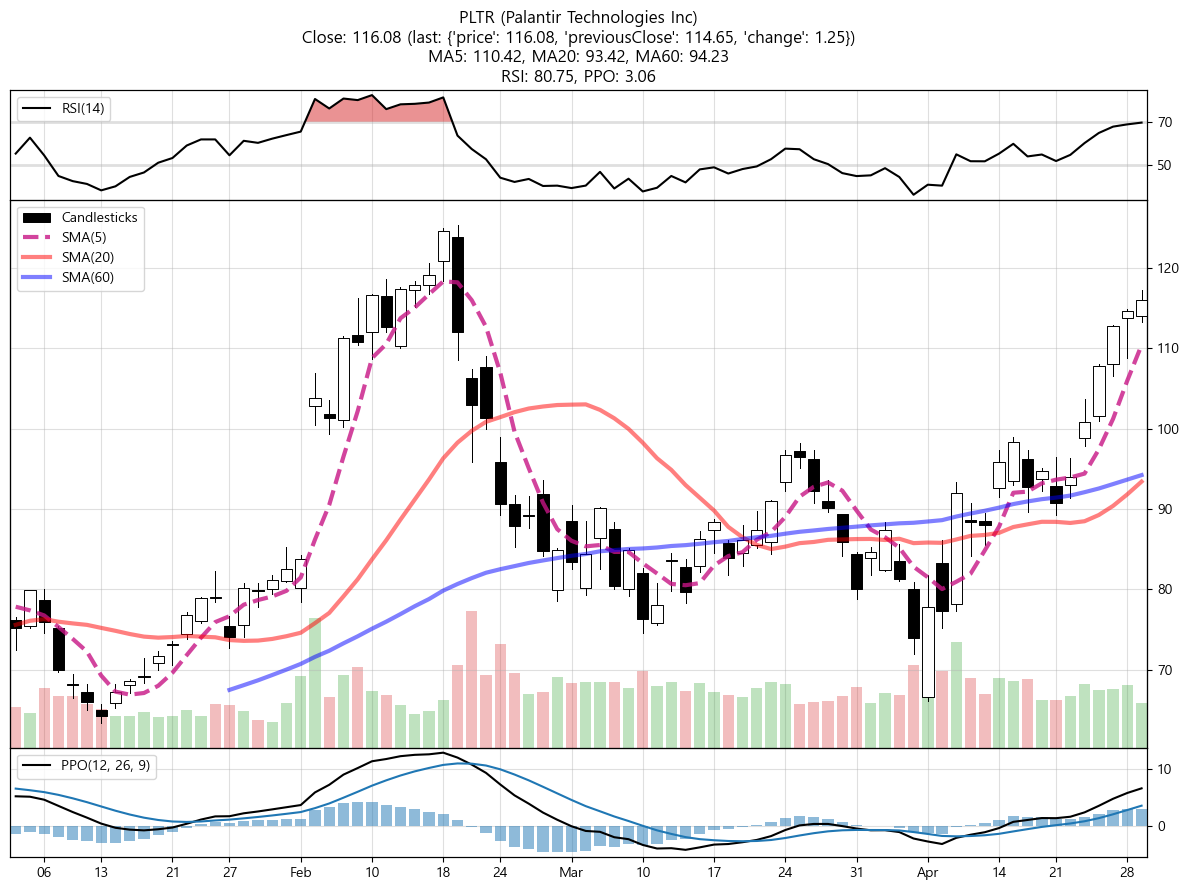 PLTR (Palantir Technologies Inc)
Close: 116.08 (last: {'price': 116.08, 'previousClose': 114.65, 'change': 1.25})
MA5: 110.42, MA20: 93.42, MA60: 94.23
RSI: 80.75, PPO: 3.06
RSI(14)
70
50
Candlesticks
SMA(5)
SMA(20)
SMA(60)
120
110
100
90
80
70
PPO(12, 26, 9)
10
0
06 13 21 27 Feb 10 18 24 Mar 10 17 24 31 Apr 14 21 28